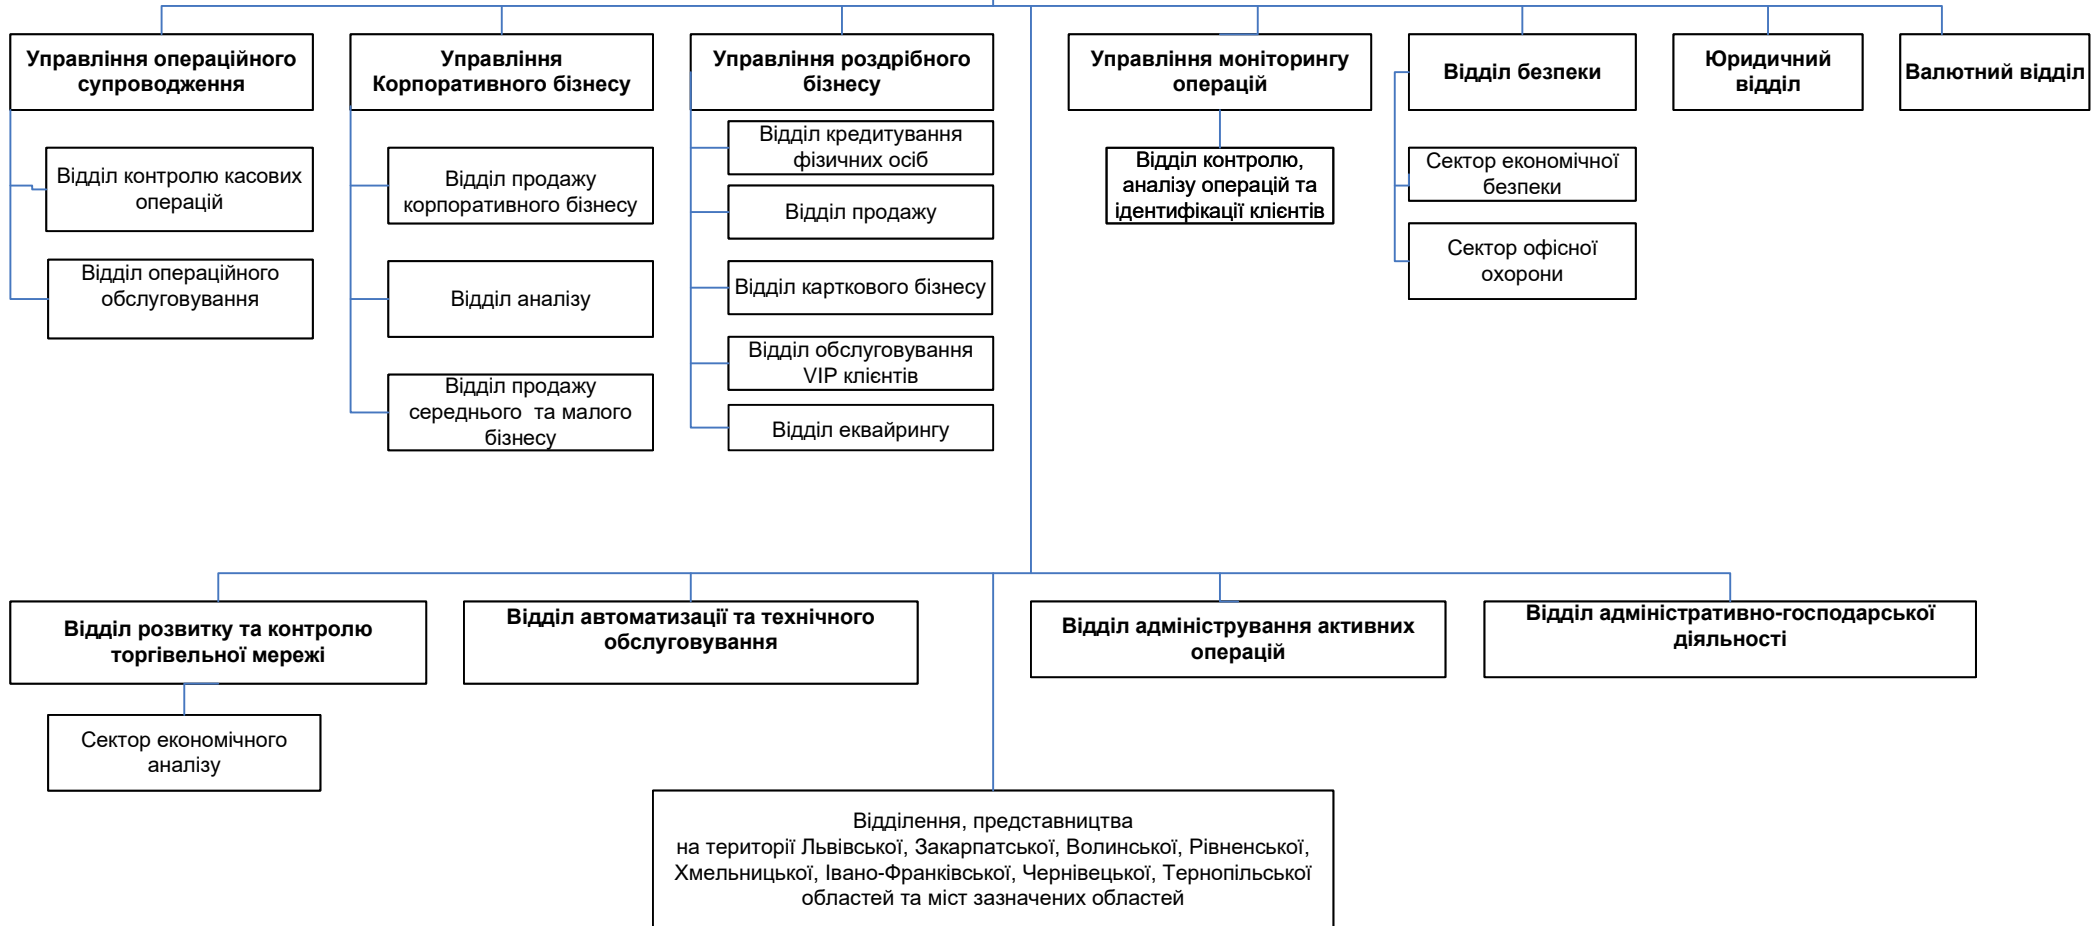 Управління операційного
супроводження
Управління
Корпоративного бізнесу
Управління роздрібного
бізнесу
Управління моніторингу
операцій
Відділ безпеки
Юридичний
відділ
Валютний відділ
Відділ контролю касових
операцій
Відділ операційного
обслуговування
Відділ продажу
корпоративного бізнесу
Відділ аналізу
Відділ продажу
середнього та малого
бізнесу
Відділ кредитування
фізичних осіб
Відділ продажу
Відділ карткового бізнесу
Відділ обслуговування
VIP клієнтів
Відділ еквайрингу
Відділ контролю,
аналізу операцій та
ідентифікації клієнтів
Сектор економічної
безпеки
Сектор офісної
охорони
Відділ розвитку та контролю
торгівельної мережі
Відділ автоматизації та технічного
обслуговування
Відділ адміністрування активних
операцій
Відділ адміністративно-господарської
діяльності
Сектор економічного
аналізу
Відділення, представництва
на території Львівської, Закарпатської, Волинської, Рівненської,
Хмельницької, Івано-Франківської, Чернівецької, Тернопільської
областей та міст зазначених областей